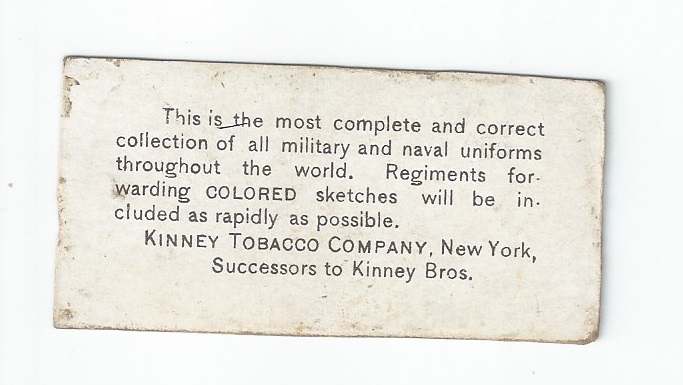 This is the most complete and correct
collection of all military and naval uniforms
throughout the world. Regiments for-
warding COLORED sketches will be in-
cluded as rapidly as possible.
KINNEY TOBACCO COMPANY, New York,
Successors to Kinney Bros.